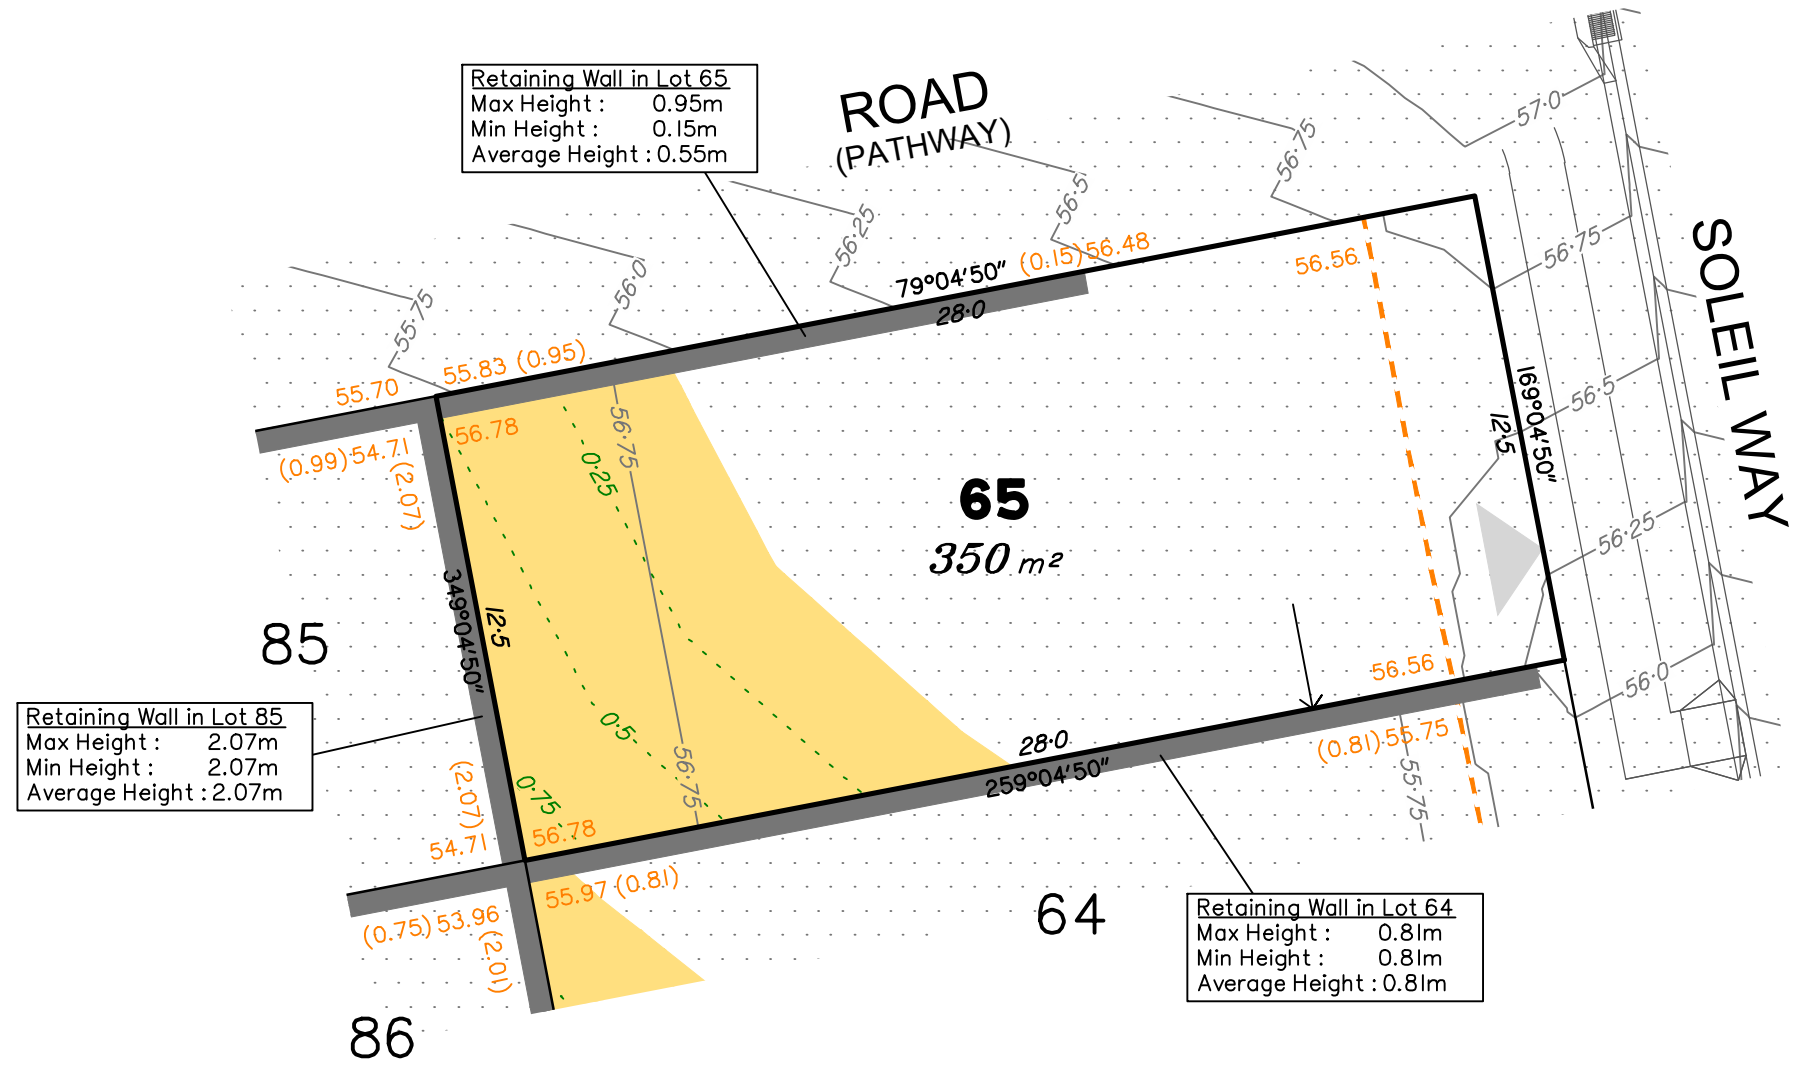 Retaining Wall in Lot 65
Max Height : 0.95m
Min Height : 0.15m
Average Height : 0.55m
ROAD
(PATHWAY)
57·0
56·75
56·5
56·25
56·0
55·75
56·75
56·5
56·25
56·0
SOLEIL WAY
79°04'50"
28·0
(0.15) 56.48
56.56
55.83 (0.95)
55.70
56.78
(0.99) 54.71
(2.07)
0·25
56·75
65
350 m²
169°04'50"
12·5
349°04'50"
12·5
85
0·5
0·75
56·75
56.78
56.56
28·0
259°04'50"
(0.81) 55.75
55·75
Retaining Wall in Lot 85
Max Height : 2.07m
Min Height : 2.07m
Average Height : 2.07m
(2.07)
54.71
55.97 (0.81)
(0.75) 53.96
(2.01)
64
86
Retaining Wall in Lot 64
Max Height : 0.81m
Min Height : 0.81m
Average Height : 0.81m